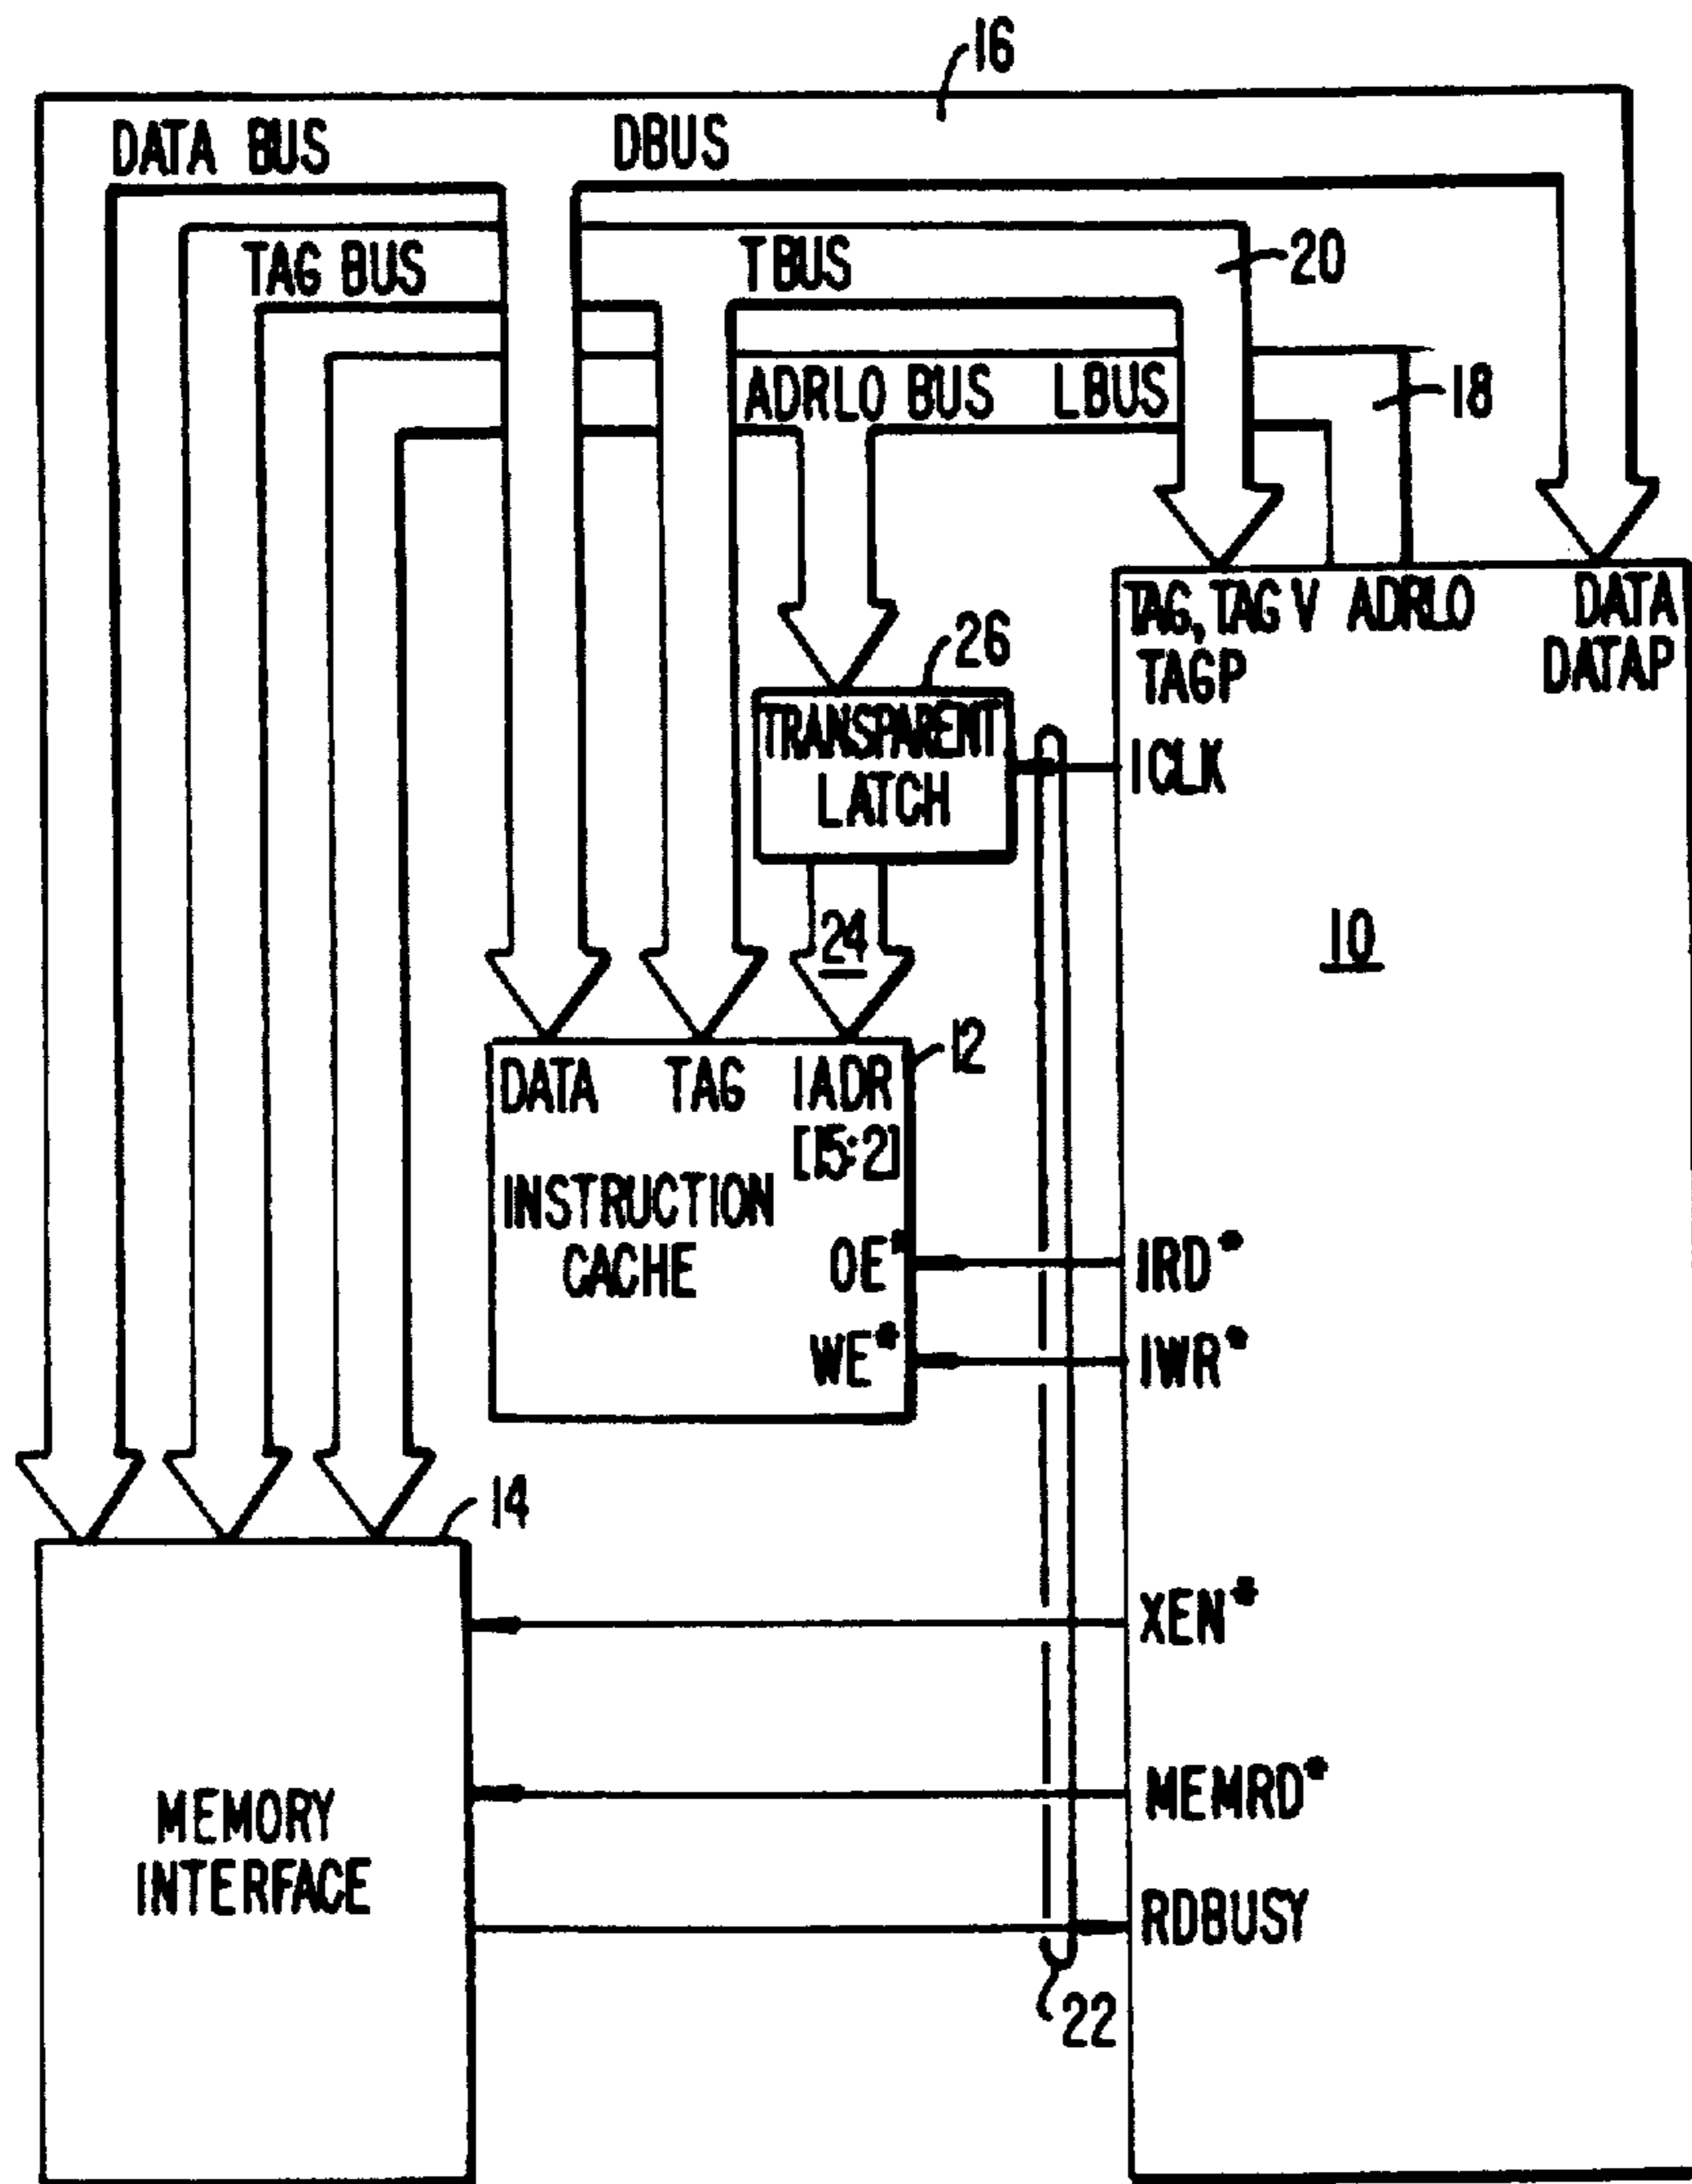 16
DATA BUS DBUS
TAG BUS TBUS 20
ADRLO BUS LBUS 18
TAG, TAG V ADRLO DATA
TAGP DATAP
26
TRANSPARENT
LATCH
ICLK
24
10
12
DATA TAG IADR
[15:2]
INSTRUCTION
CACHE
OE*
IRD*
WE*
IWR*
14
XEN*
MEMRD*
MEMORY
INTERFACE
RDBUSY
22